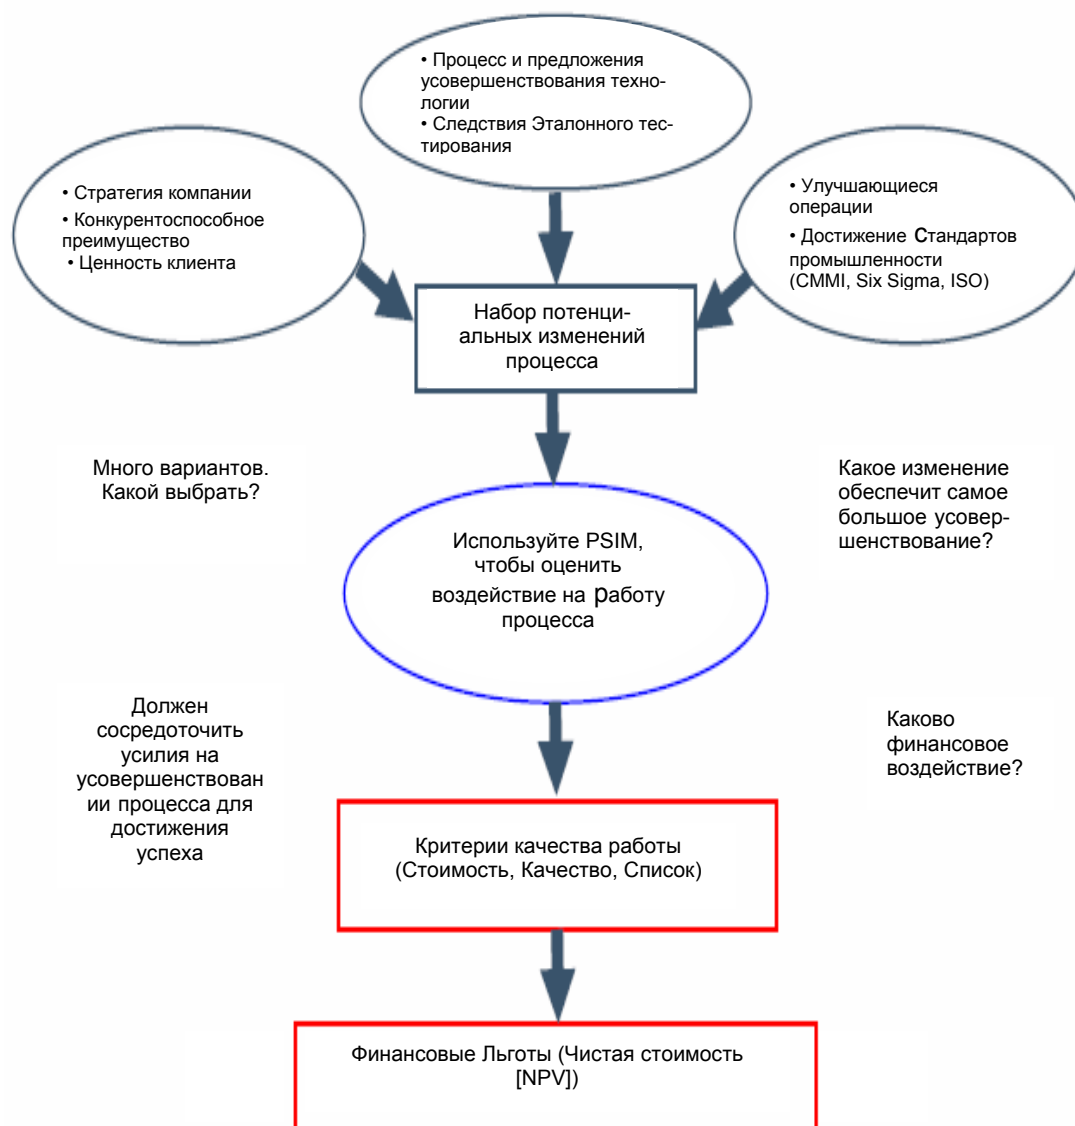 • Процесс и предложения
усовершенствования техно-
логии
• Следствия Эталонного тес-
тирования
• Стратегия компании
• Конкурентоспособное
преимущество
• Ценность клиента
• Улучшающиеся
операции
• Достижение Стандартов
промышленности
(CMMI, Six Sigma, ISO)
Набор потенци-
альных изменений
процесса
Много вариантов.
Какой выбрать?
Какое изменение
обеспечит самое
большое усовер-
шенствование?
Используйте PSIM,
чтобы оценить
воздействие на работу
процесса
Должен
сосредоточить
усилия на
усовершенствован
ии процесса для
достижения
успеха
Каково
финансовое
воздействие?
Критерии качества работы
(Стоимость, Качество, Список)
Финансовые Льготы (Чистая стоимость
[NPV])